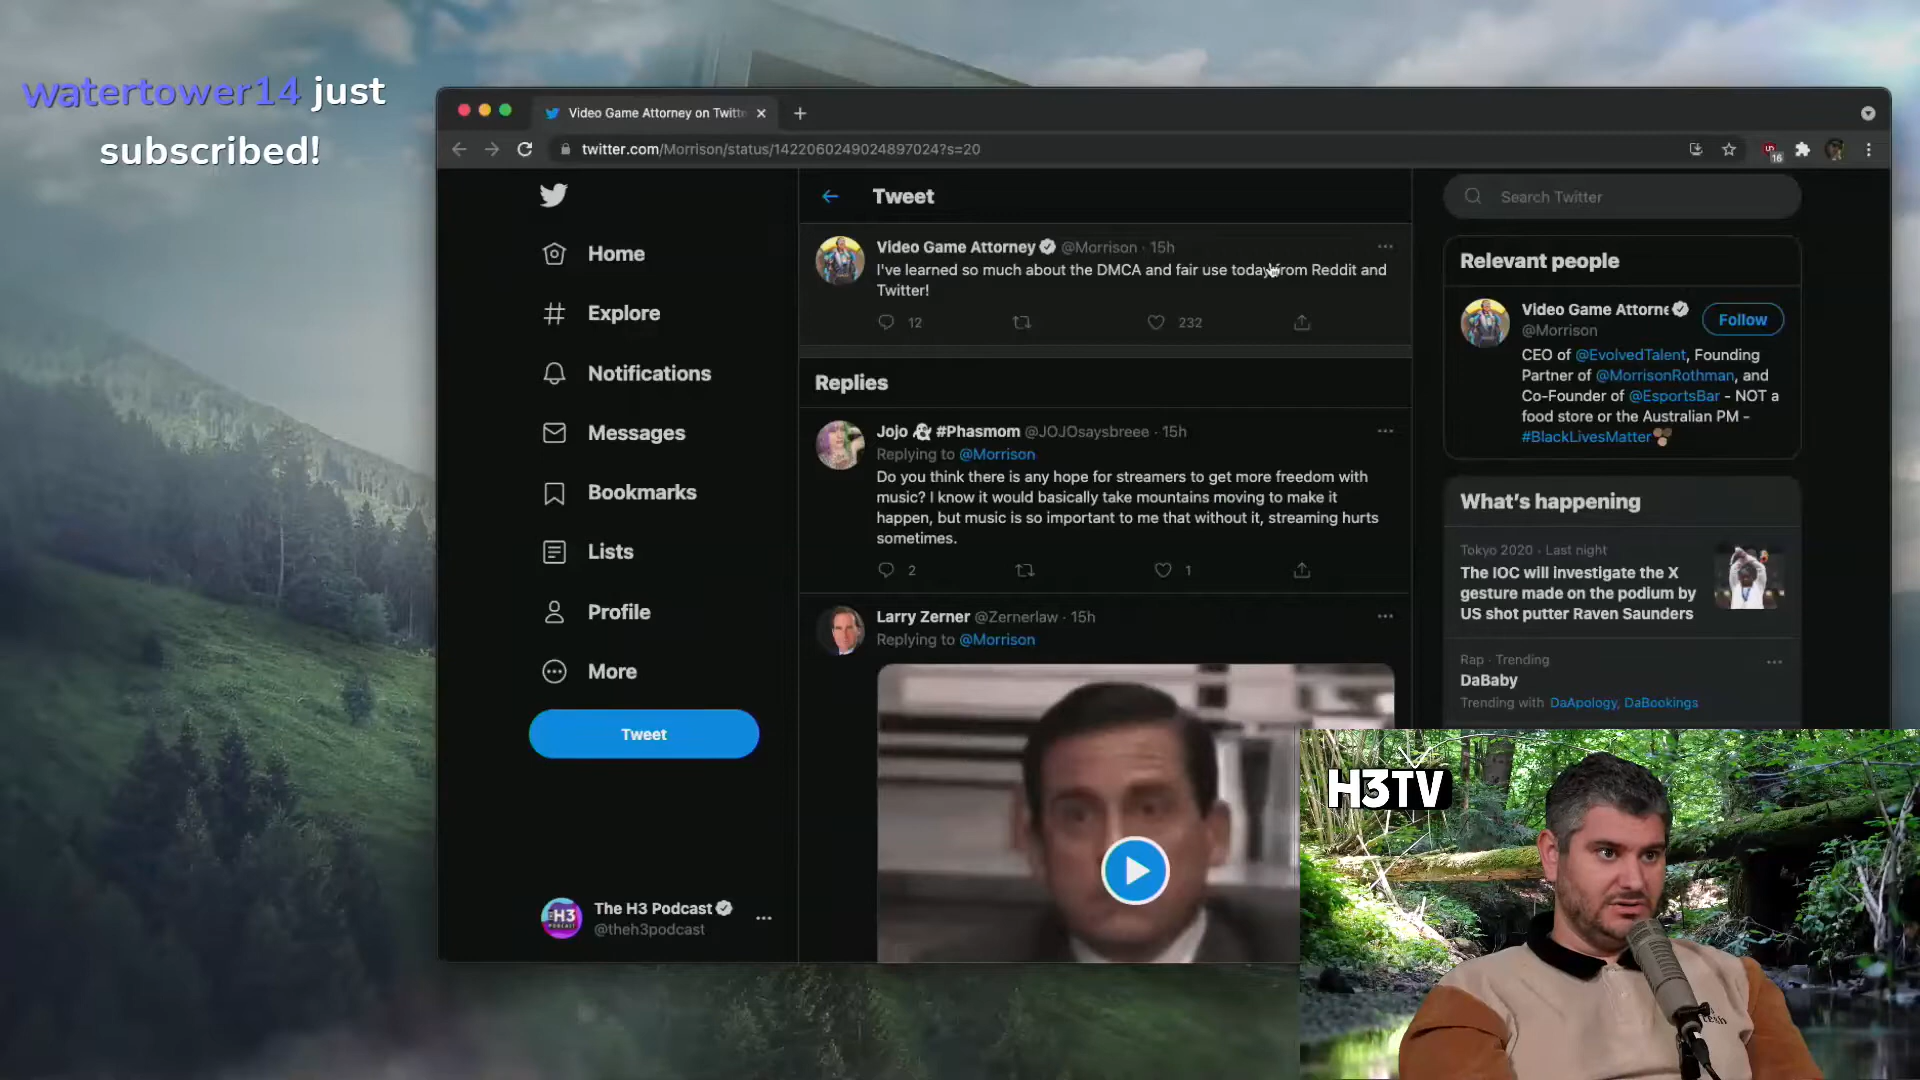 watertower14 just
subscribed!
Video Game Attorney on Twitte
twitter.com/Morrison/status/1422060249024897024?s=20
16
Home
Explore
Notifications
Messages
Bookmarks
Lists
Profile
More
Tweet
The H3 Podcast
@theh3podcast
Tweet
Video Game Attorney @Morrison · 15h
I've learned so much about the DMCA and fair use today from Reddit and
Twitter!
12
232
Replies
Jojo #Phasmom @JOJOsaysbreee · 15h
Replying to @Morrison
Do you think there is any hope for streamers to get more freedom with
music? I know it would basically take mountains moving to make it
happen, but music is so important to me that without it, streaming hurts
sometimes.
2
1
Larry Zerner @Zernerlaw · 15h
Replying to @Morrison
Search Twitter
Relevant people
Video Game Attorne
@Morrison
Follow
CEO of @EvolvedTalent, Founding
Partner of @MorrisonRothman, and
Co-Founder of @EsportsBar - NOT a
food store or the Australian PM -
#BlackLivesMatter
What's happening
Tokyo 2020 · Last night
The IOC will investigate the X
gesture made on the podium by
US shot putter Raven Saunders
Rap · Trending
DaBaby
Trending with DaApology, DaBookings
H3TV
H3
PODCAST